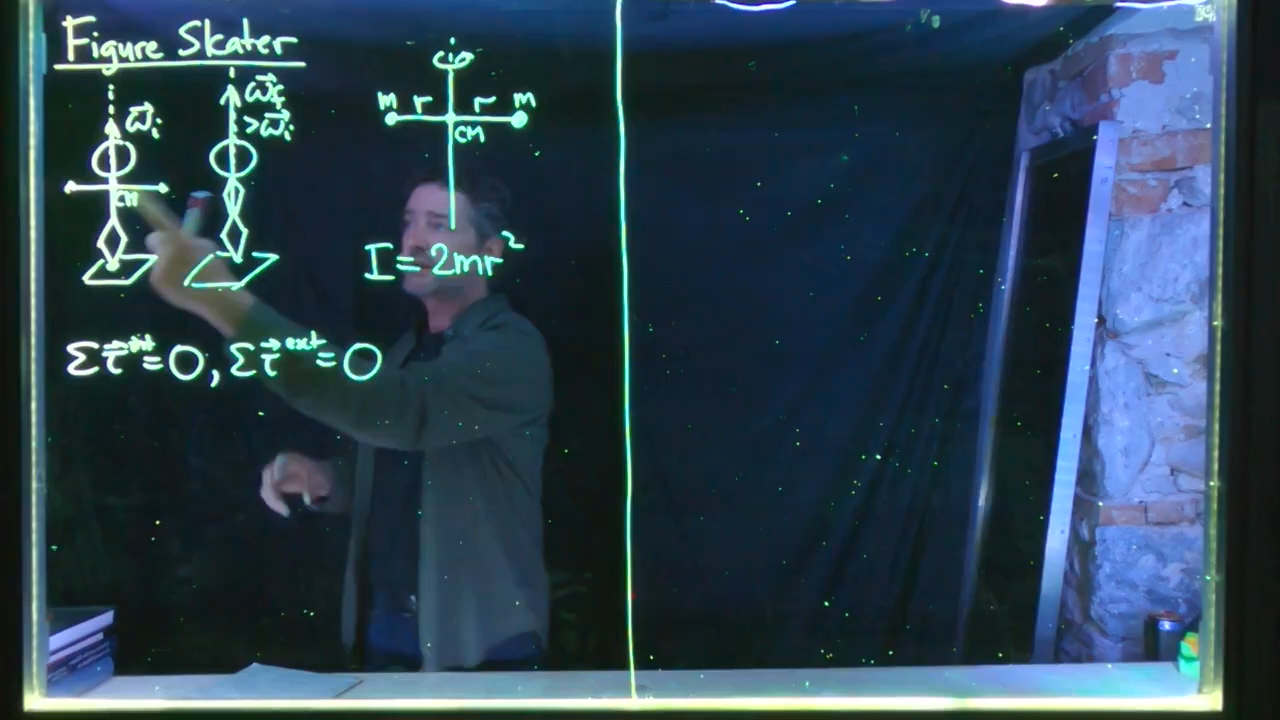 Figure Skater
ω⃗i
ω⃗f
>ω⃗i
CM
m r r m
CM
I = 2mr²
Στ⃗ int = 0, Στ⃗ ext = 0